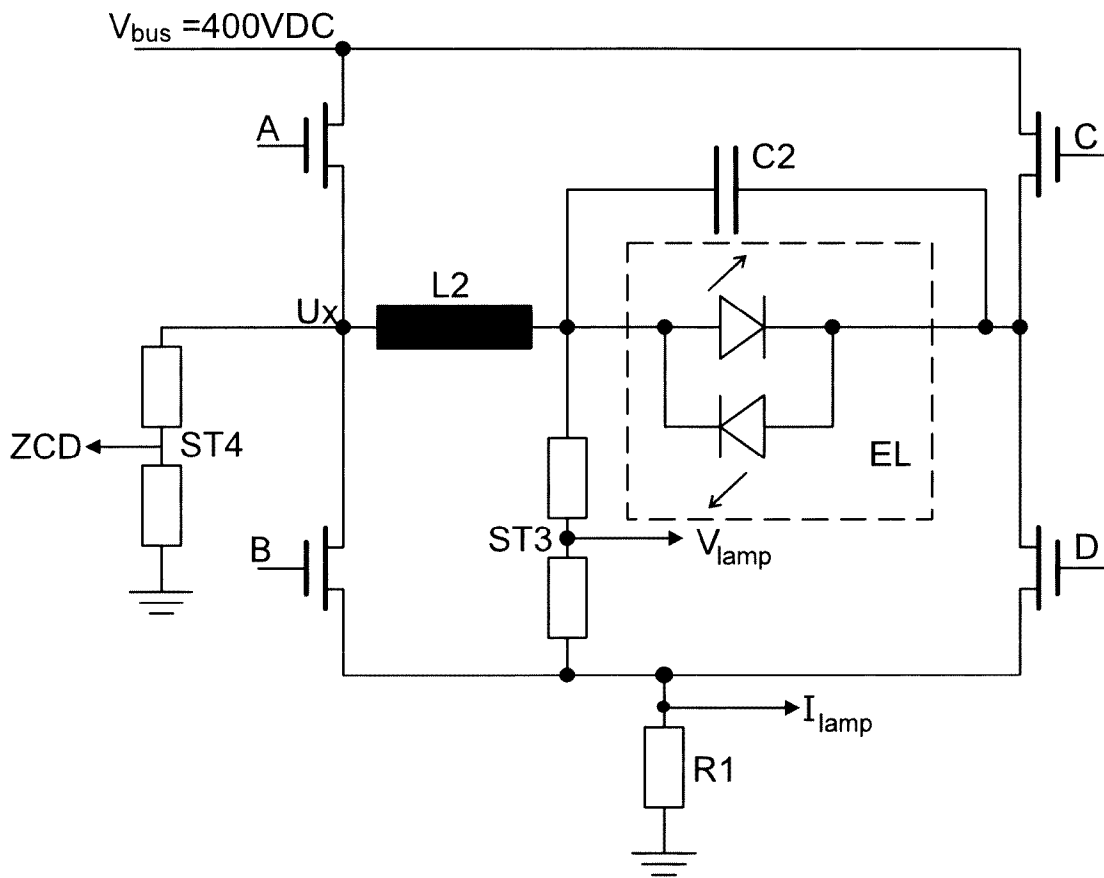 Vbus =400VDC
A
C
C2
L2
Ux
ZCD
ST4
EL
B
ST3
Vlamp
D
Ilamp
R1